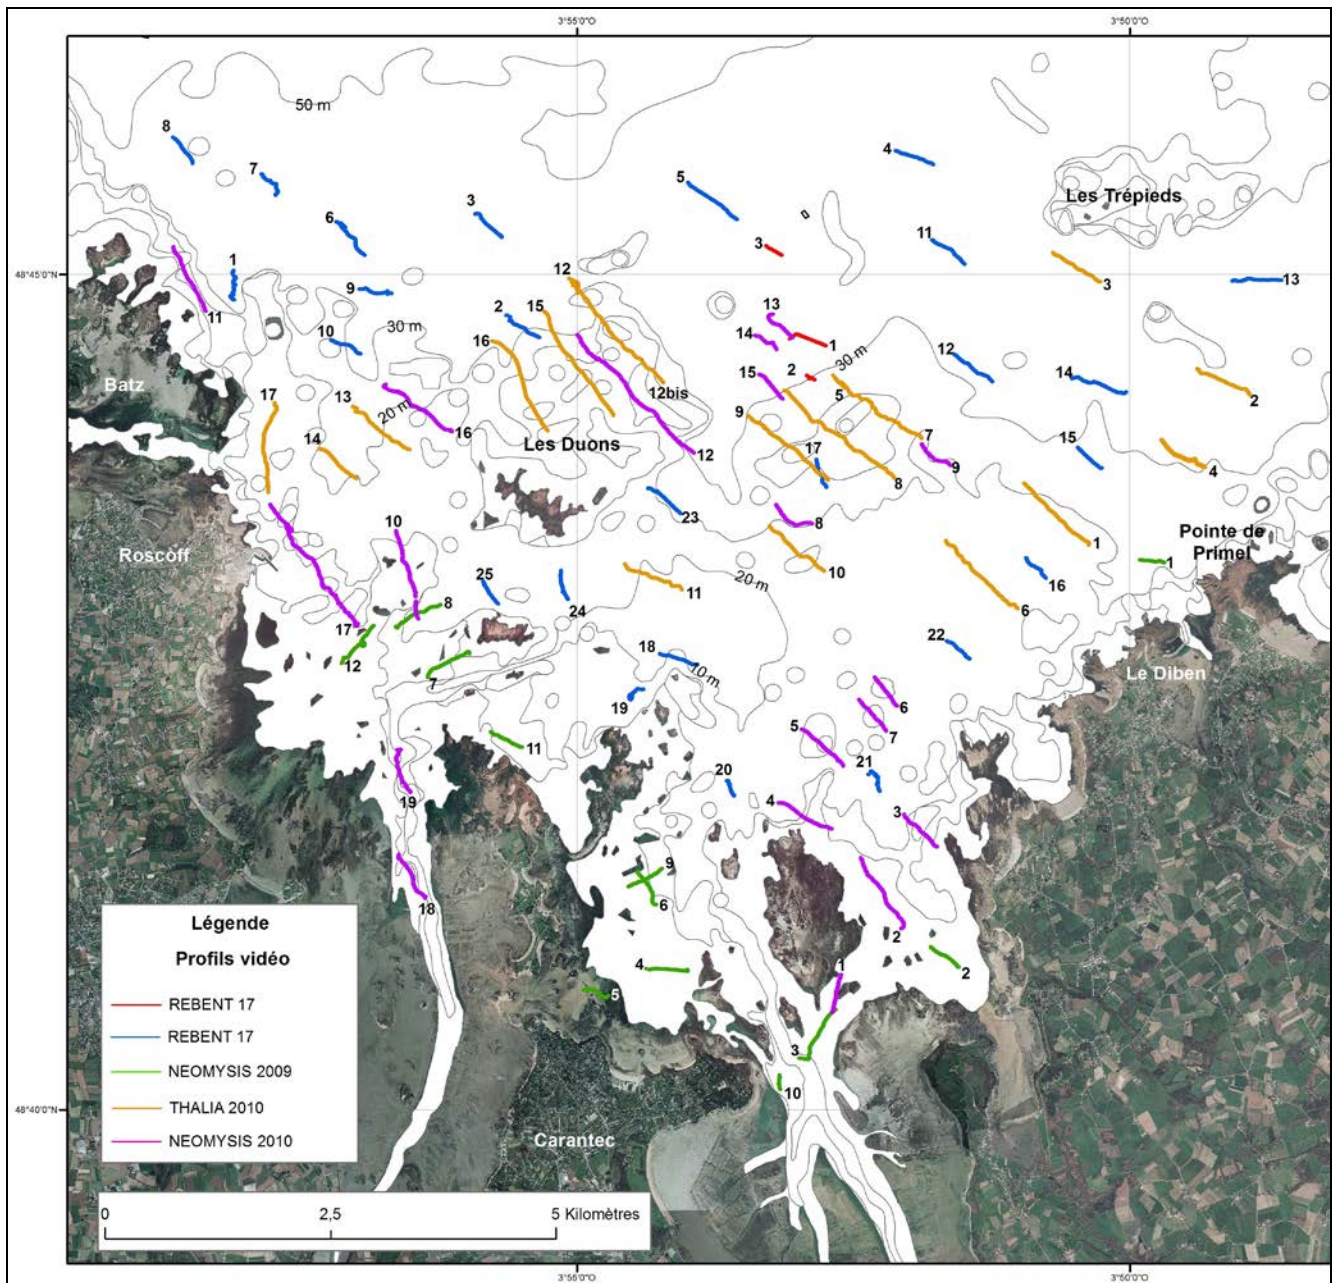 3°55'0"O
3°50'0"O
50 m
8
4
7
5
Les Trépieds
6
3
11
3
48°45'0"N
1
12
3
13
9
11
2
15
13
10
30 m
16
14
1
30 m
12
Batz
2
15
14
12bis
5
2
17
13
20 m
9
16
7
15
Les Duons
12
17
9
14
8
4
23
10
8
Pointe de
Primel
Roscoff
1
1
10
20 m
25
11
16
24
8
6
17
12
22
18
Le Diben
7
10 m
19
6
5
7
11
21
20
19
4
3
9
18
6
2
Légende
4
1
2
Profils vidéo
5
REBENT 17
REBENT 17
3
NEOMYSIS 2009
10
THALIA 2010
48°40'0"N
NEOMYSIS 2010
Carantec
0
2,5
5 Kilomètres
3°55'0"O
3°50'0"O